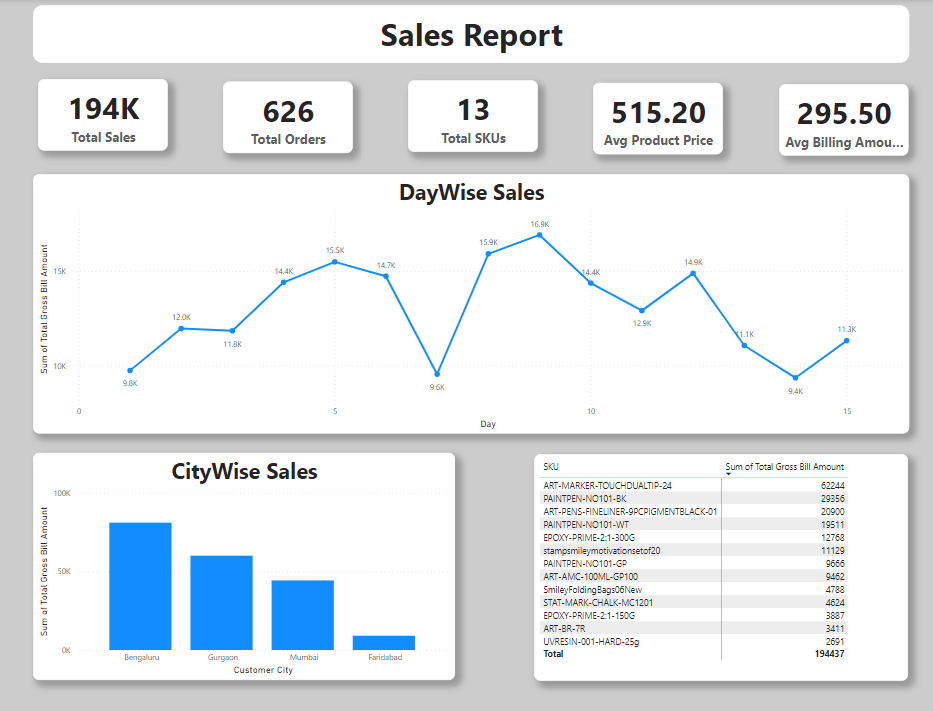 Sales Report
194K
Total Sales
626
Total Orders
13
Total SKUs
515.20
Avg Product Price
295.50
Avg Billing Amou...
DayWise Sales
Sum of Total Gross Bill Amount
15K
10K
9.8K
12.0K
11.8K
14.4K
15.5K
14.7K
9.6K
15.9K
16.9K
14.4K
12.9K
14.9K
11.1K
9.4K
11.3K
0 5 10 15
Day
CityWise Sales
Sum of Total Gross Bill Amount
100K
50K
0K
Bengaluru Gurgaon Mumbai Faridabad
Customer City
SKU Sum of Total Gross Bill Amount
ART-MARKER-TOUCHDUALTIP-24 62244
PAINTPEN-NO101-BK 29356
ART-PENS-FINELINER-9PCPIGMENTBLACK-01 20900
PAINTPEN-NO101-WT 19511
EPOXY-PRIME-2:1-300G 12768
stampsmileymotivationsetof20 11129
PAINTPEN-NO101-GP 9666
ART-AMC-100ML-GP100 9462
SmileyFoldingBags06New 4788
STAT-MARK-CHALK-MC1201 4624
EPOXY-PRIME-2:1-150G 3887
ART-BR-7R 3411
UVRESIN-001-HARD-25g 2691
Total 194437